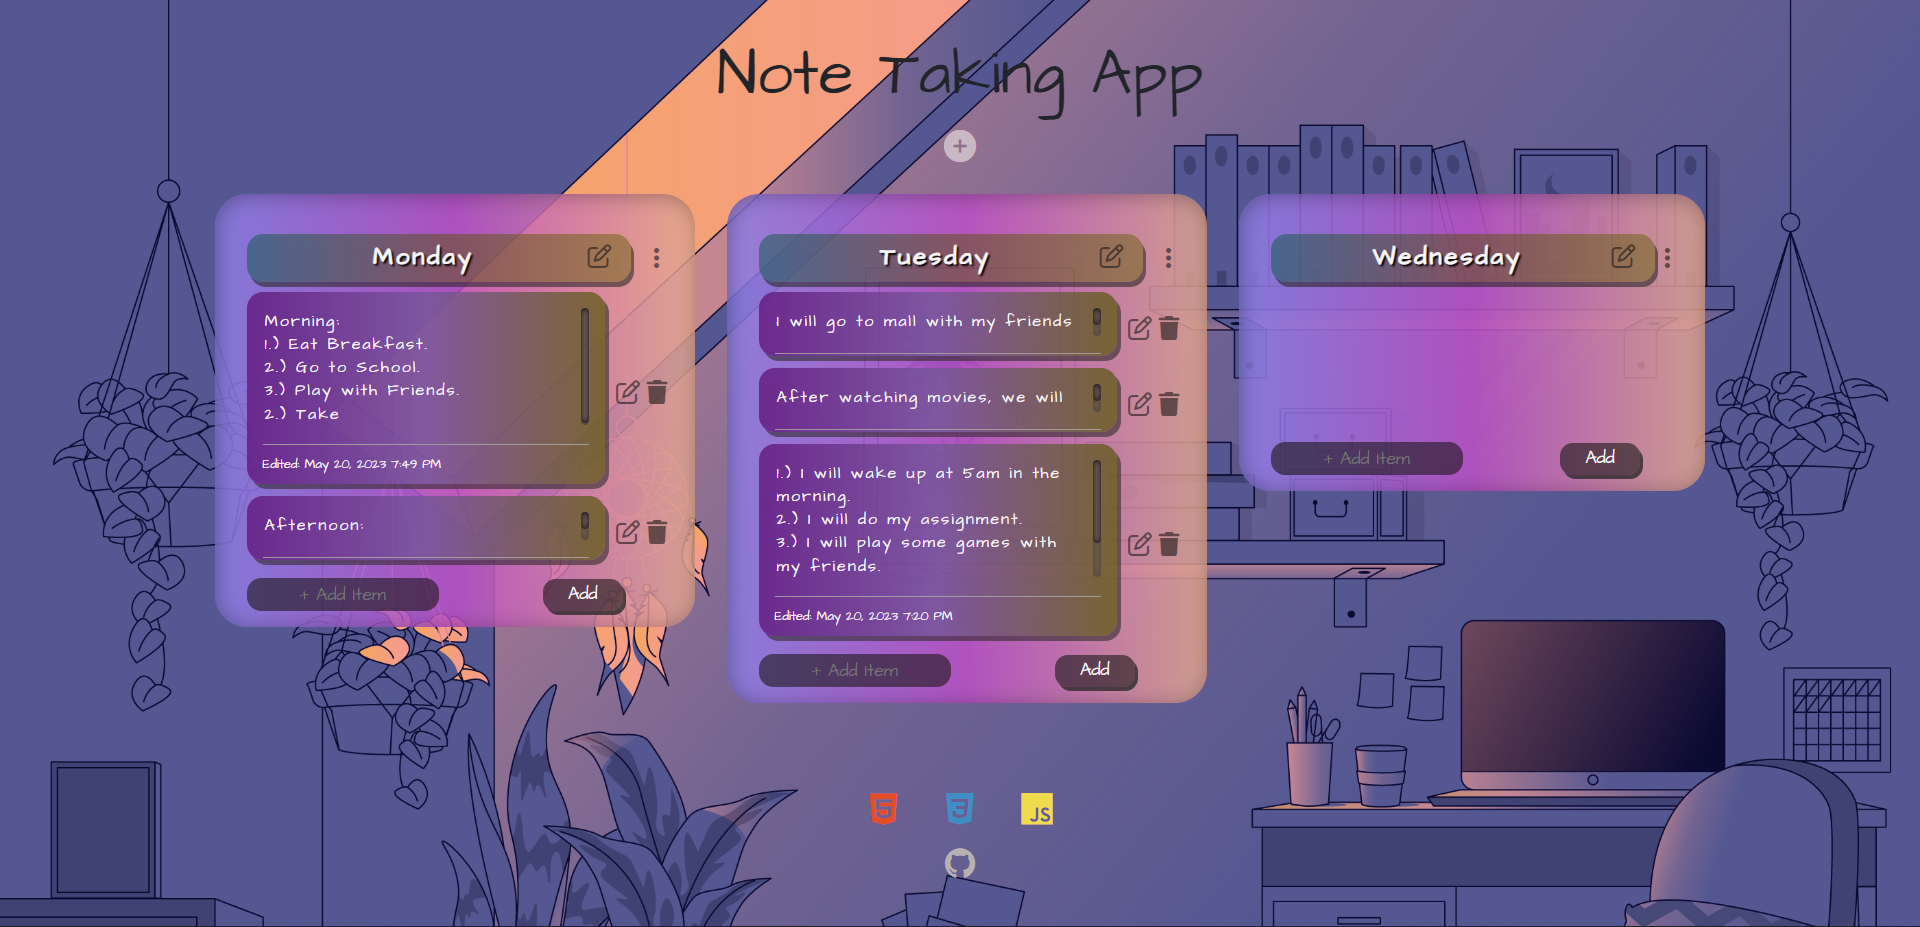 Note Taking App
Monday
Morning:
1.) Eat Breakfast.
2.) Go to School.
3.) Play with Friends.
2.) Take
Edited: May 20, 2023 7:49 PM
Afternoon:
+ Add Item
Add
Tuesday
I will go to mall with my friends
After watching movies, we will
1.) I will wake up at 5am in the
morning.
2.) I will do my assignment.
3.) I will play some games with
my friends.
Edited: May 20, 2023 7:20 PM
+ Add Item
Add
Wednesday
+ Add Item
Add
5
3
JS